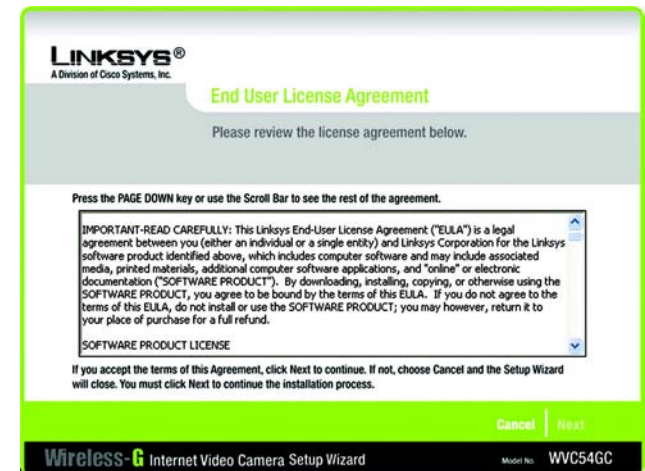 LINKSYS®
A Division of Cisco Systems, Inc.
End User License Agreement
Please review the license agreement below.
Press the PAGE DOWN key or use the Scroll Bar to see the rest of the agreement.
IMPORTANT-READ CAREFULLY: This Linksys End-User License Agreement ("EULA") is a legal
agreement between you (either an individual or a single entity) and Linksys Corporation for the Linksys
software product identified above, which includes computer software and may include associated
media, printed materials, additional computer software applications, and "online" or electronic
documentation ("SOFTWARE PRODUCT"). By downloading, installing, copying, or otherwise using the
SOFTWARE PRODUCT, you agree to be bound by the terms of this EULA. If you do not agree to the
terms of this EULA, do not install or use the SOFTWARE PRODUCT; you may however, return it to
your place of purchase for a full refund.
SOFTWARE PRODUCT LICENSE
If you accept the terms of this Agreement, click Next to continue. If not, choose Cancel and the Setup Wizard
will close. You must click Next to continue the installation process.
Cancel Next
Wireless-G Internet Video Camera Setup Wizard Model No. WVC54GC